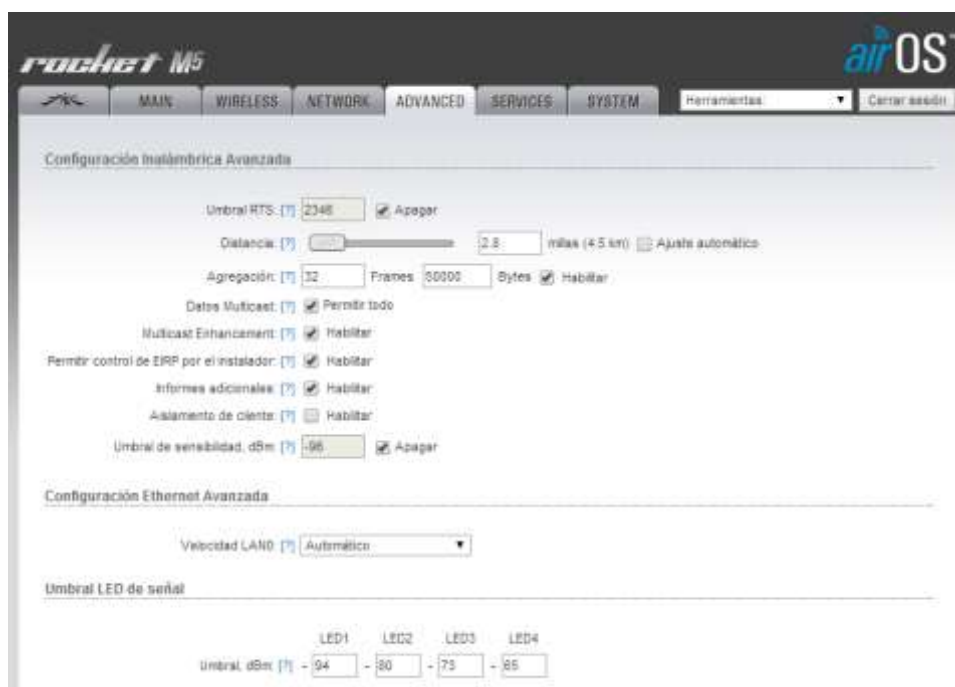 rocket M5
airOS™
MAIN WIRELESS NETWORK ADVANCED SERVICES SYSTEM Herramientas: Cerrar sesión
Configuración Inalámbrica Avanzada
Umbral RTS: [?] 2346 Apagar
Distancia: [?] 2.8 millas (4.5 km) Ajuste automático
Agregación: [?] 32 Frames 50000 Bytes Habilitar
Datos Multicast: [?] Permitir todo
Multicast Enhancement: [?] Habilitar
Permitir control de EIRP por el instalador: [?] Habilitar
Informes adicionales: [?] Habilitar
Aislamiento de cliente: [?] Habilitar
Umbral de sensibilidad, dBm: [?] -96 Apagar
Configuración Ethernet Avanzada
Velocidad LAN0: [?] Automático
Umbral LED de señal
LED1 LED2 LED3 LED4
Umbral, dBm: [?] - 94 - 80 - 73 - 65